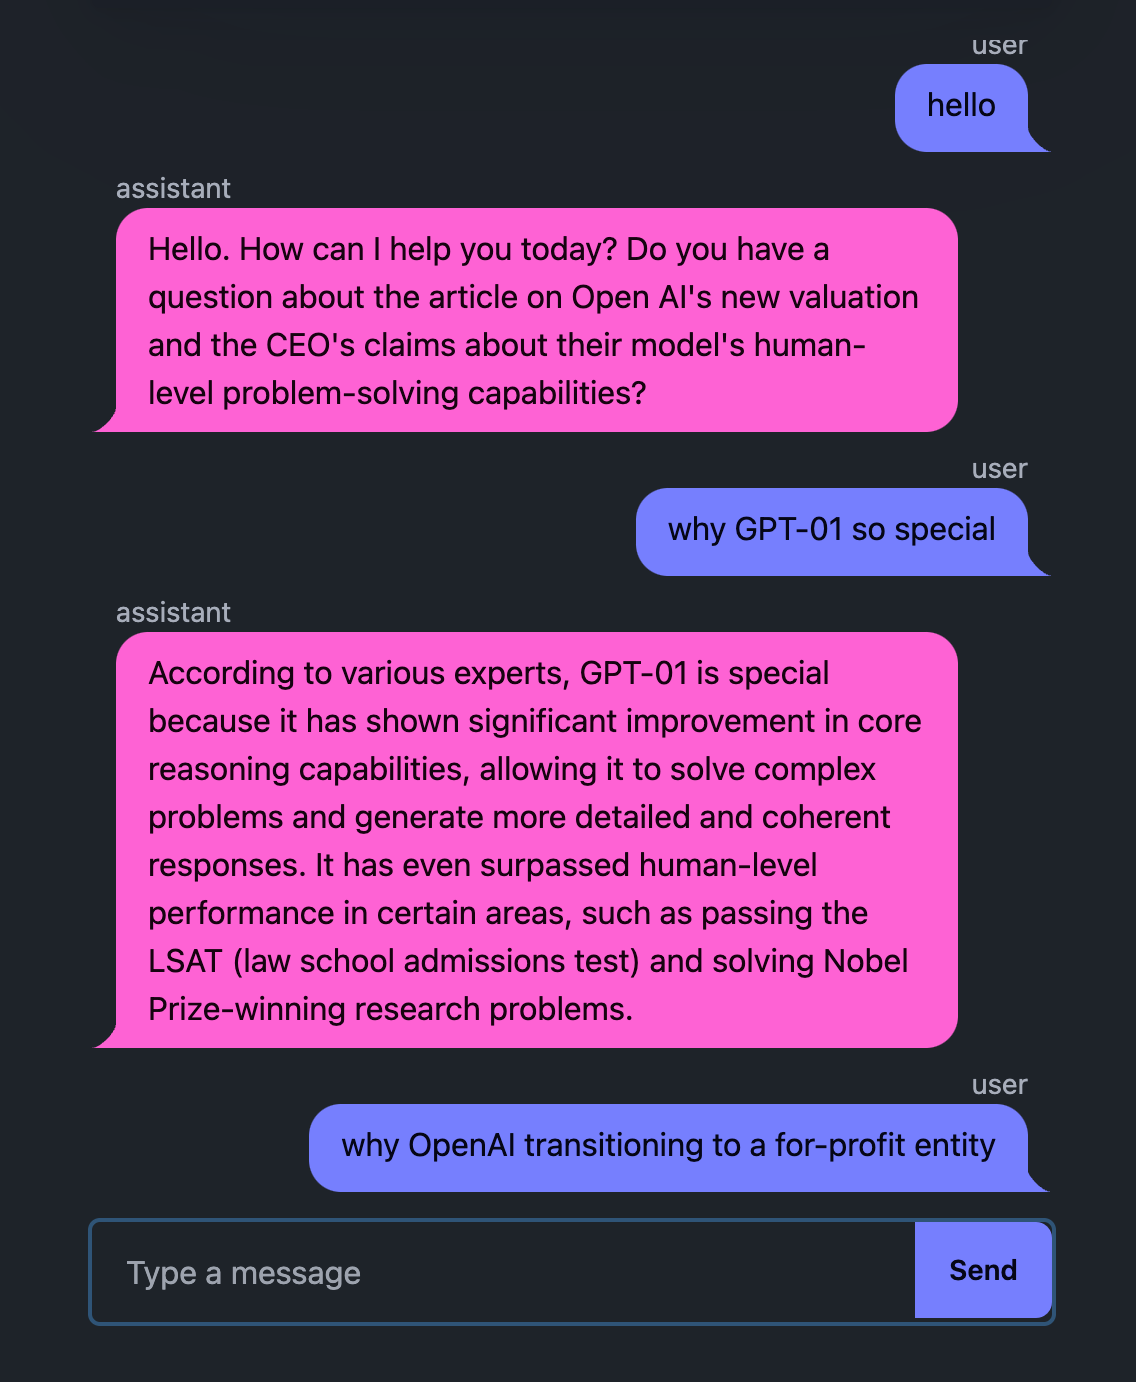 user
hello
assistant
Hello. How can I help you today? Do you have a
question about the article on Open AI's new valuation
and the CEO's claims about their model's human-
level problem-solving capabilities?
user
why GPT-01 so special
assistant
According to various experts, GPT-01 is special
because it has shown significant improvement in core
reasoning capabilities, allowing it to solve complex
problems and generate more detailed and coherent
responses. It has even surpassed human-level
performance in certain areas, such as passing the
LSAT (law school admissions test) and solving Nobel
Prize-winning research problems.
user
why OpenAI transitioning to a for-profit entity
Type a message
Send